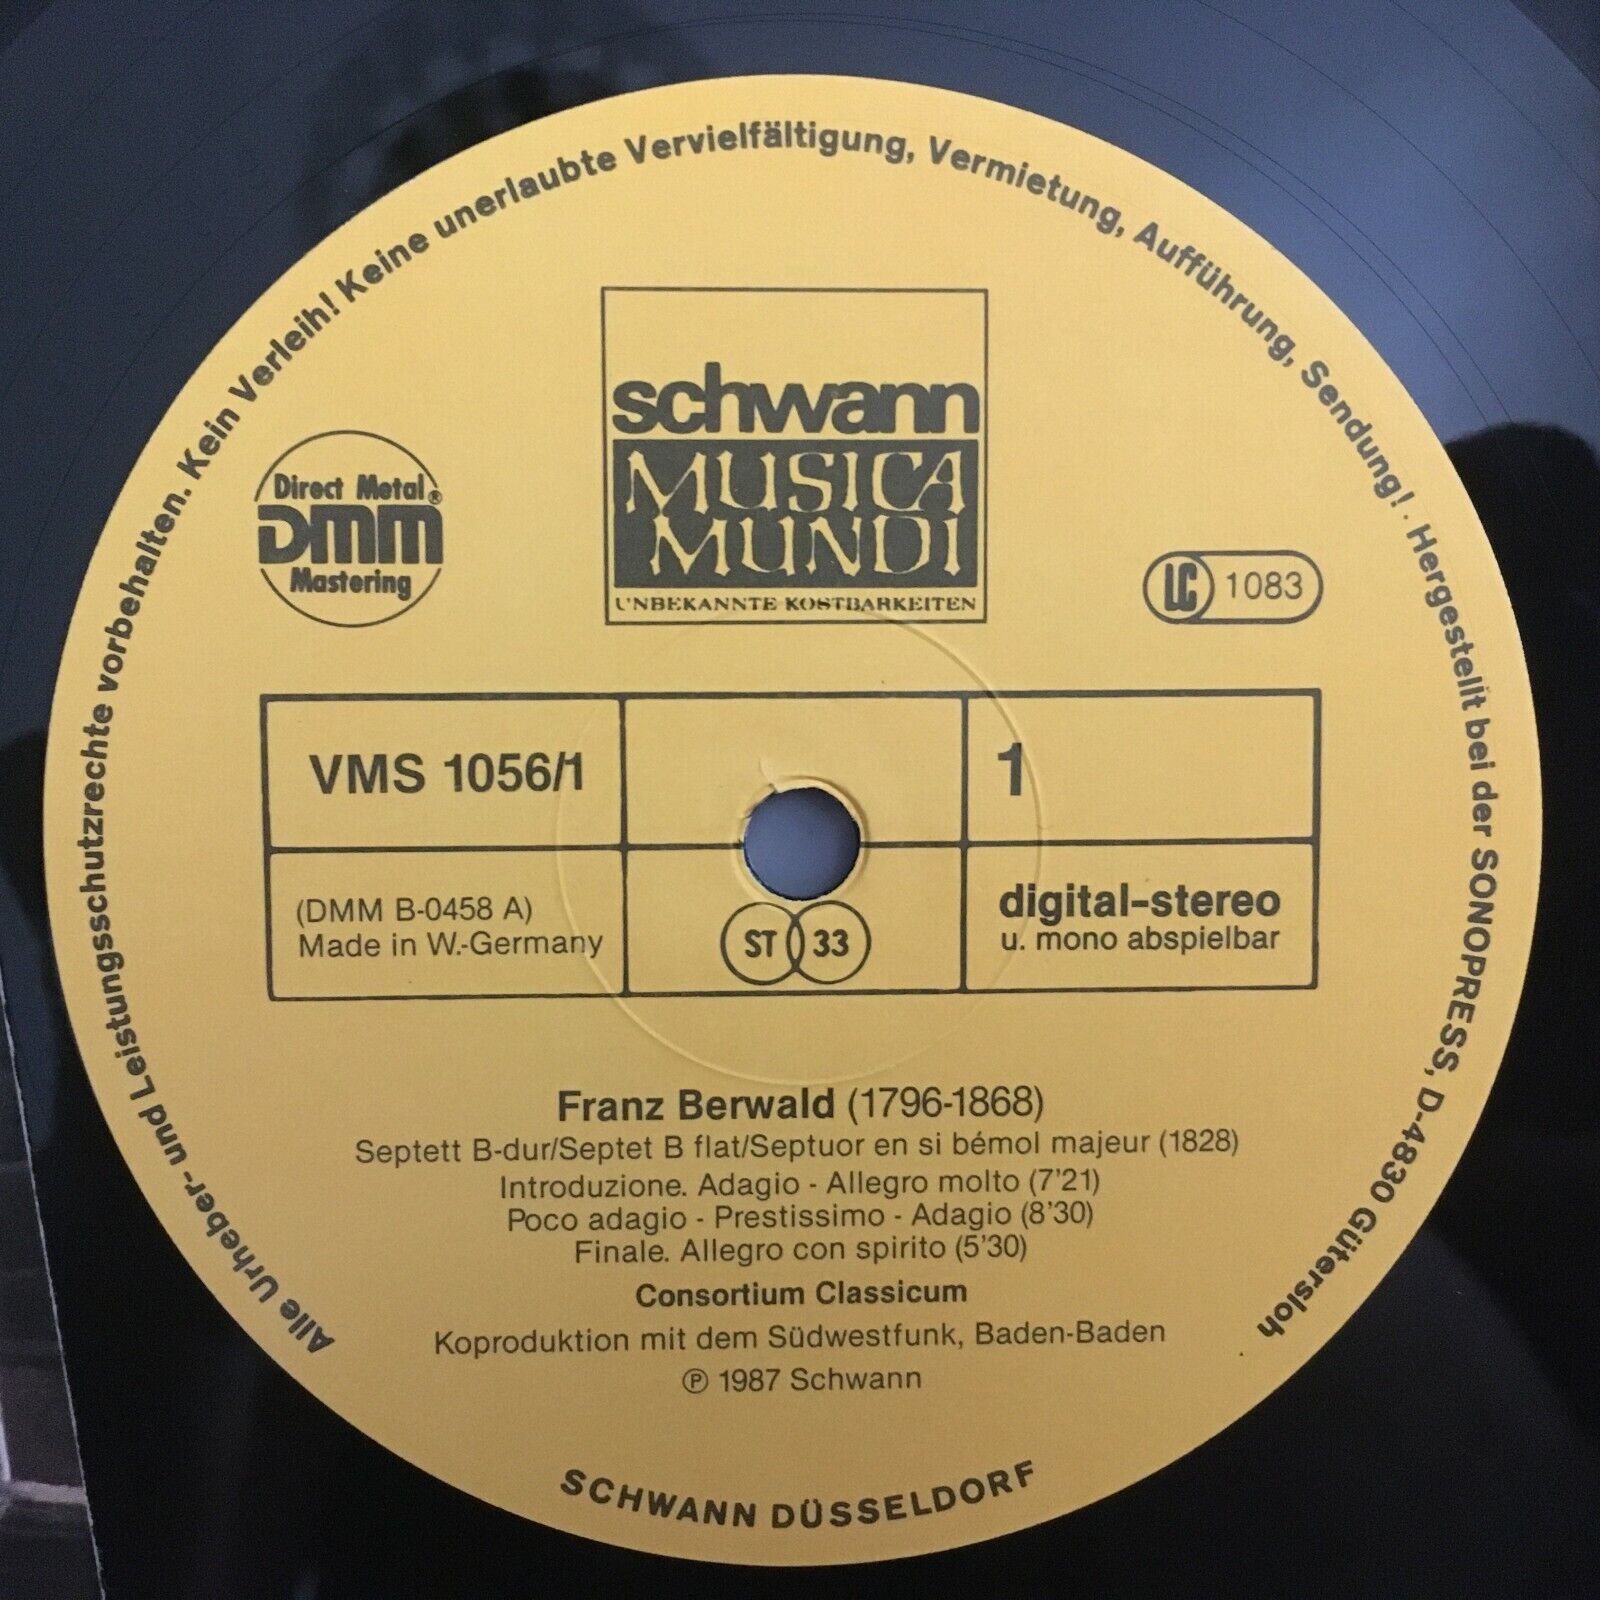 Alle Urheber- und Leistungsschutzrechte vorbehalten. Kein Verleih! Keine unerlaubte Vervielfältigung, Vermietung, Aufführung, Sendung! · Hergestellt bei der SONOPRESS, D-4830 Gütersloh
schwann
MUSICA
MUNDI
UNBEKANNTE KOSTBARKEITEN
Direct Metal®
DMM
Mastering
LC 1083
VMS 1056/1
1
(DMM B-0458 A)
Made in W.-Germany
ST 33
digital-stereo
u. mono abspielbar
Franz Berwald (1796-1868)
Septett B-dur/Septet B flat/Septuor en si bémol majeur (1828)
Introduzione. Adagio - Allegro molto (7'21)
Poco adagio - Prestissimo - Adagio (8'30)
Finale. Allegro con spirito (5'30)
Consortium Classicum
Koproduktion mit dem Südwestfunk, Baden-Baden
℗ 1987 Schwann
SCHWANN DÜSSELDORF